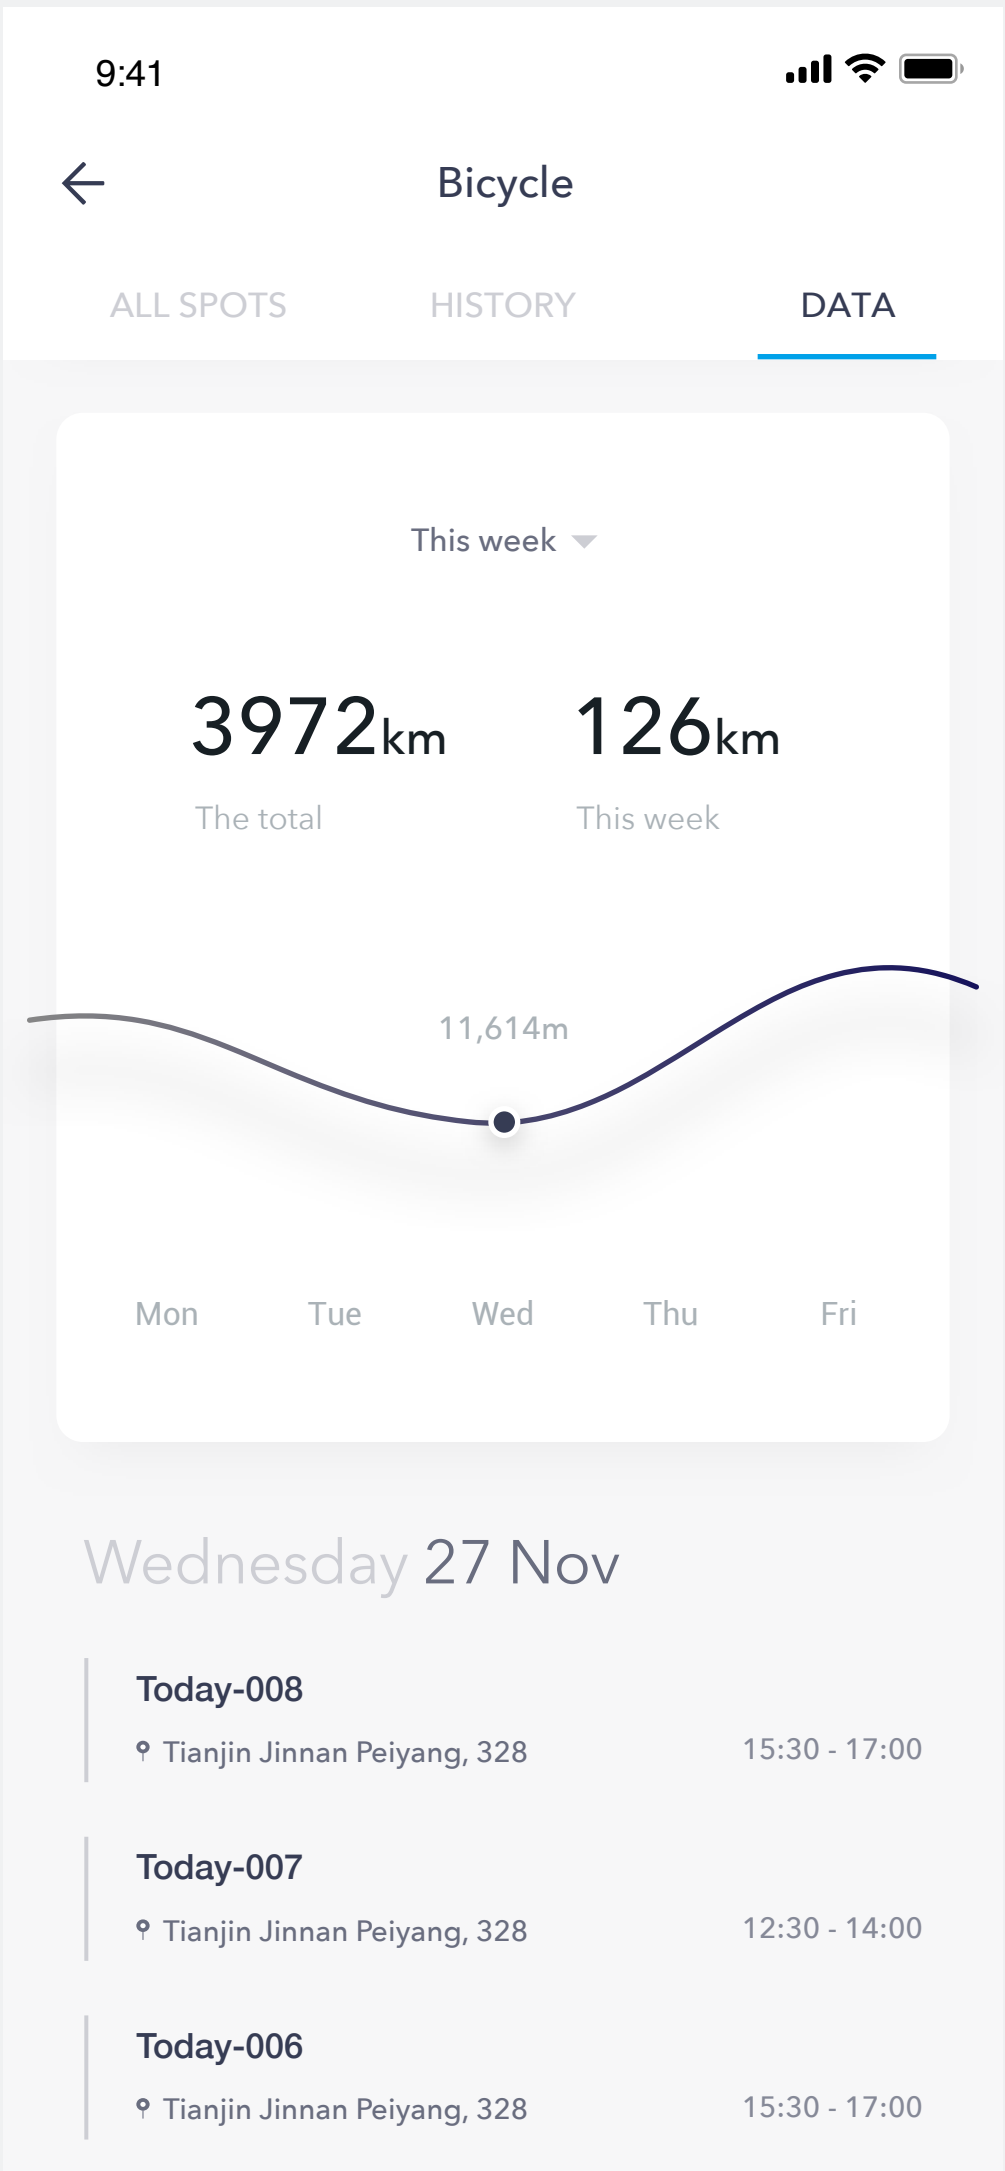 9:41
Bicycle
ALL SPOTS HISTORY DATA
This week
3972km 126km
The total This week
11,614m
Mon Tue Wed Thu Fri
Wednesday 27 Nov
Today-008
Tianjin Jinnan Peiyang, 328 15:30 - 17:00
Today-007
Tianjin Jinnan Peiyang, 328 12:30 - 14:00
Today-006
Tianjin Jinnan Peiyang, 328 15:30 - 17:00